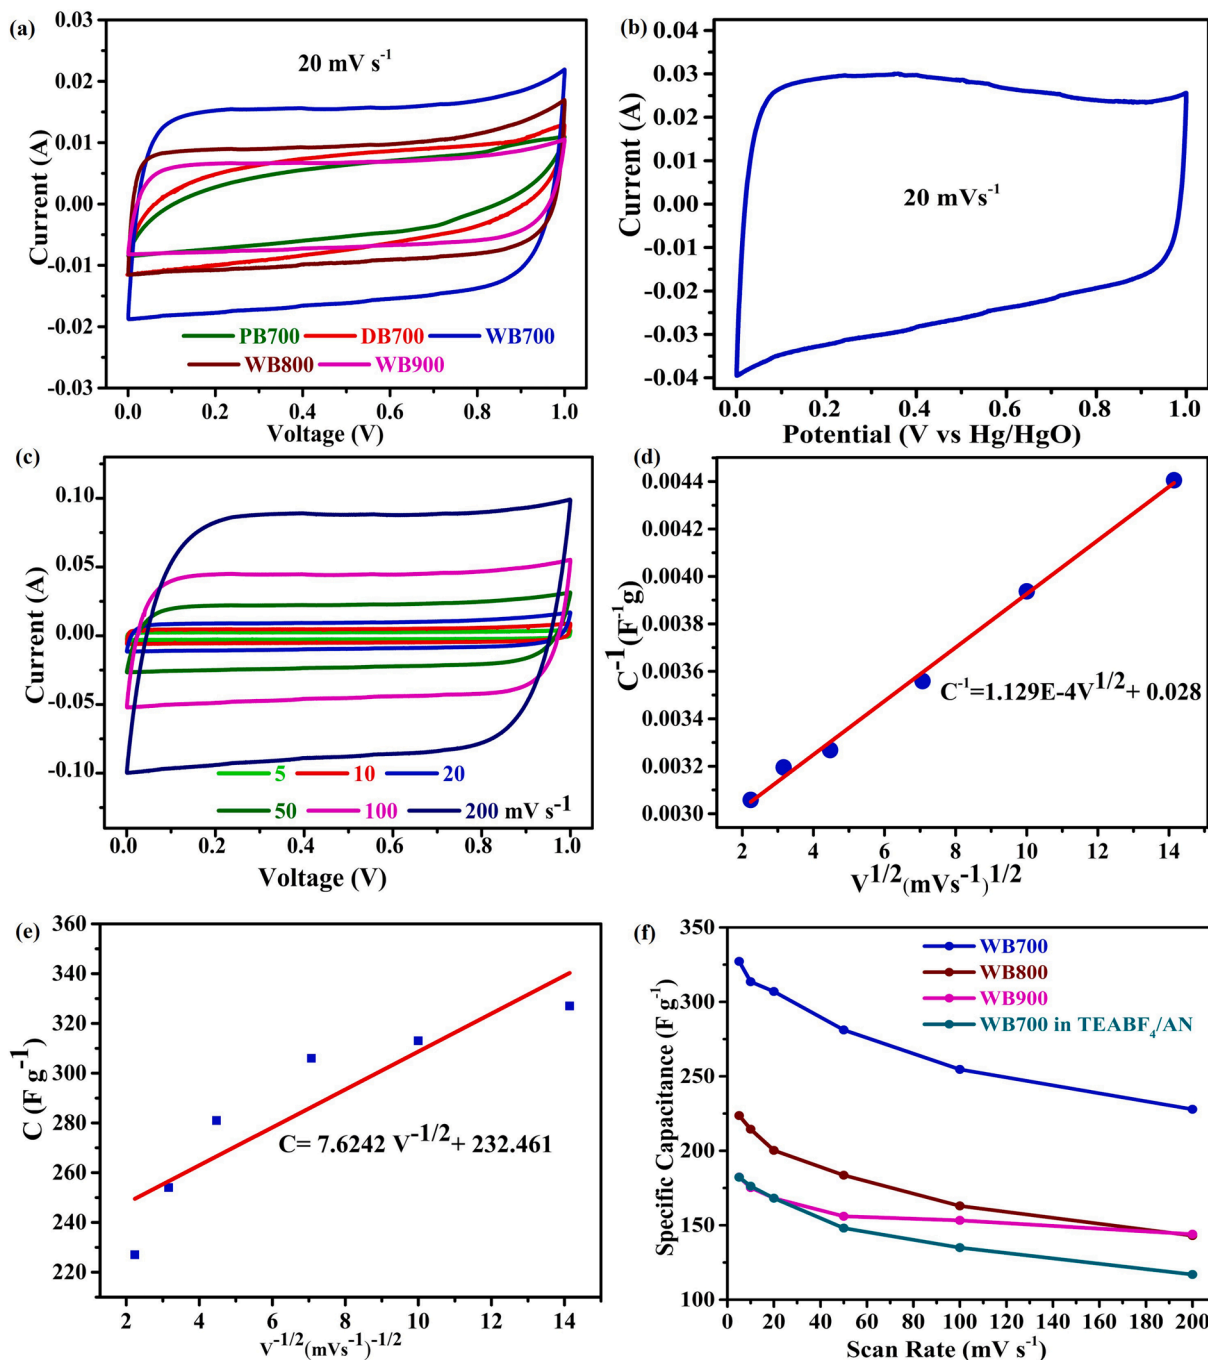 (a)
20 mV s⁻¹
0.03
0.02
0.01
0.00
-0.01
-0.02
-0.03
Current (A)
PB700 DB700 WB700
WB800 WB900
0.0 0.2 0.4 0.6 0.8 1.0
Voltage (V)
(b)
20 mVs⁻¹
0.04
0.03
0.02
0.01
0.00
-0.01
-0.02
-0.03
-0.04
Current (A)
0.0 0.2 0.4 0.6 0.8 1.0
Potential (V vs Hg/HgO)
(c)
0.10
0.05
0.00
-0.05
-0.10
Current (A)
5 10 20
50 100 200 mV s⁻¹
0.0 0.2 0.4 0.6 0.8 1.0
Voltage (V)
(d)
0.0044
0.0042
0.0040
0.0038
0.0036
0.0034
0.0032
0.0030
C⁻¹(F⁻¹g)
C⁻¹=1.129E-4V^1/2+ 0.028
2 4 6 8 10 12 14
V^1/2(mVs⁻¹)^1/2
(e)
360
340
320
300
280
260
240
220
C (F g⁻¹)
C= 7.6242 V^-1/2+ 232.461
2 4 6 8 10 12 14
V^-1/2(mVs⁻¹)^-1/2
(f)
350
300
250
200
150
100
Specific Capacitance (F g⁻¹)
WB700
WB800
WB900
WB700 in TEABF₄/AN
0 20 40 60 80 100 120 140 160 180 200
Scan Rate (mV s⁻¹)